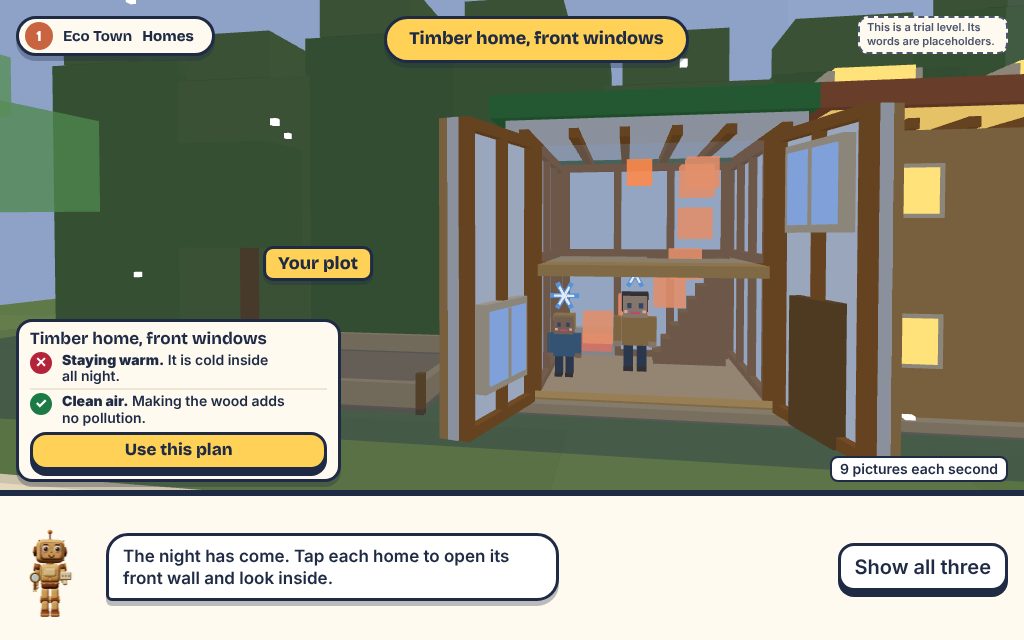 1 Eco Town Homes
Timber home, front windows
This is a trial level. Its
words are placeholders.
Your plot
Timber home, front windows
Staying warm. It is cold inside
all night.
Clean air. Making the wood adds
no pollution.
Use this plan
9 pictures each second
The night has come. Tap each home to open its
front wall and look inside.
Show all three